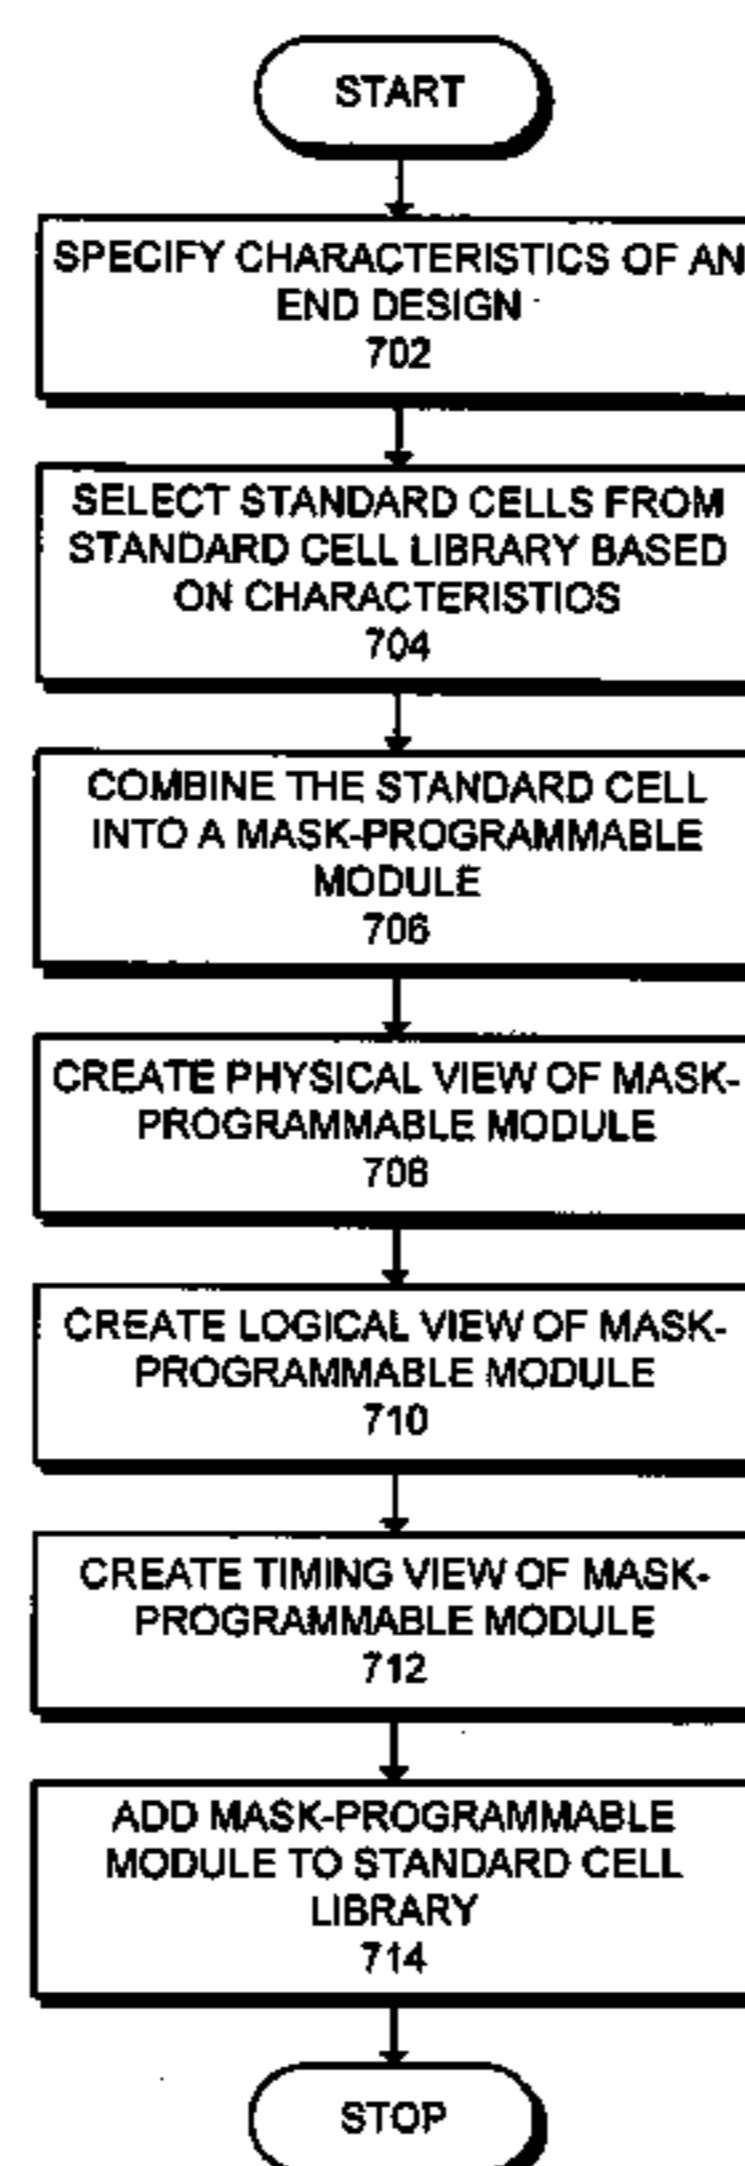 START
SPECIFY CHARACTERISTICS OF AN
END DESIGN
702
SELECT STANDARD CELLS FROM
STANDARD CELL LIBRARY BASED
ON CHARACTERISTIOS
704
COMBINE THE STANDARD CELL
INTO A MASK-PROGRAMMABLE
MODULE
706
CREATE PHYSICAL VIEW OF MASK-
PROGRAMMABLE MODULE
708
CREATE LOGICAL VIEW OF MASK-
PROGRAMMABLE MODULE
710
CREATE TIMING VIEW OF MASK-
PROGRAMMABLE MODULE
712
ADD MASK-PROGRAMMABLE
MODULE TO STANDARD CELL
LIBRARY
714
STOP